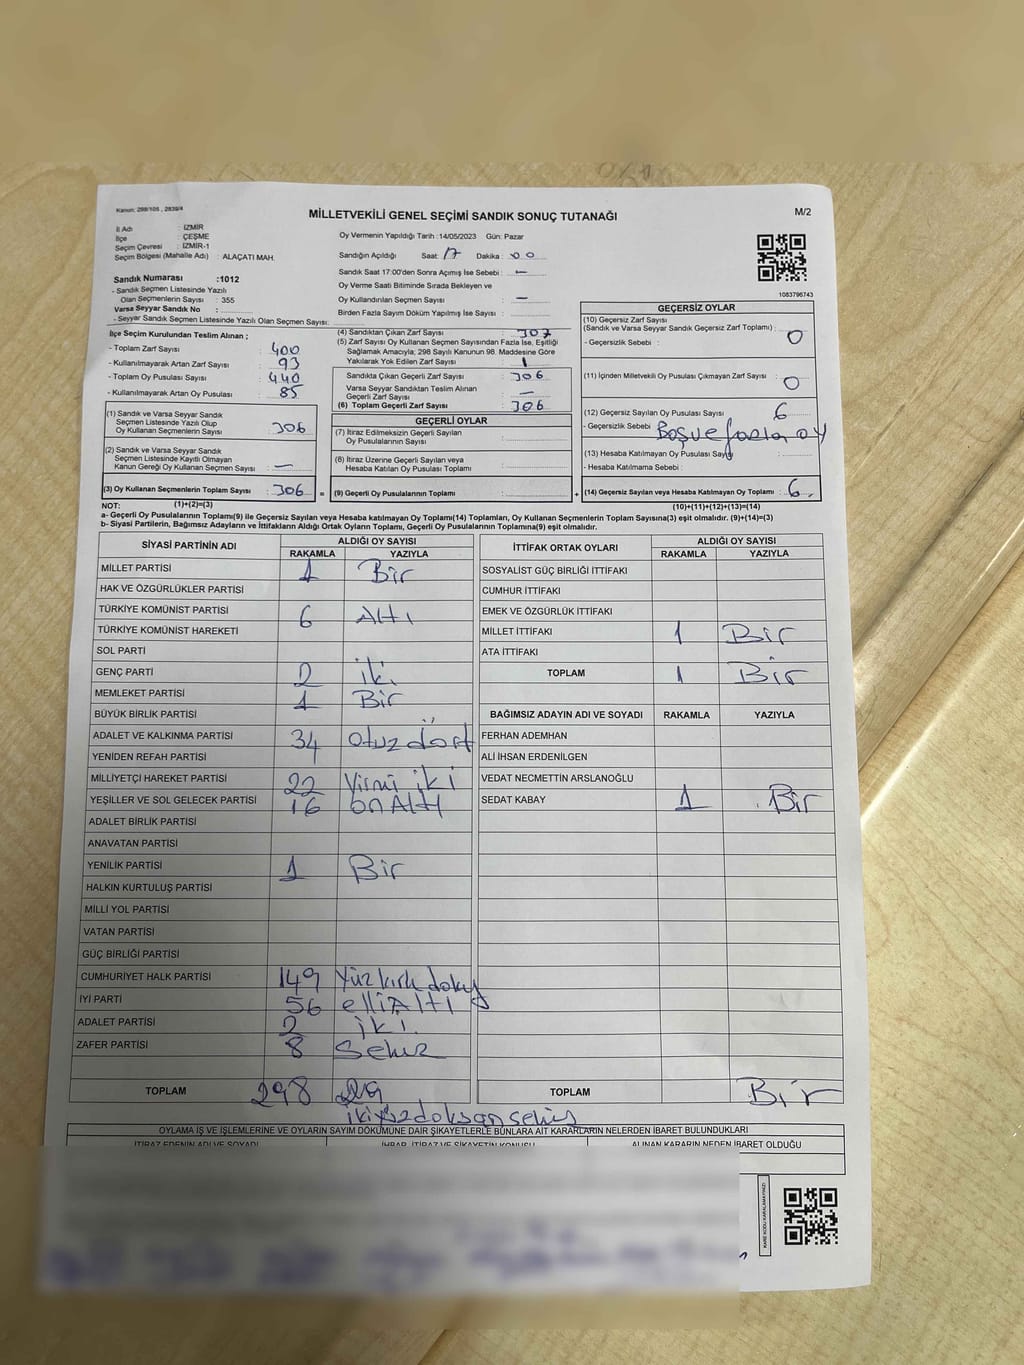 Kanun: 298/105 , 2839/4
MİLLETVEKİLİ GENEL SEÇİMİ SANDIK SONUÇ TUTANAĞI
M/2
İl Adı : İZMİR
İlçe : ÇEŞME
Seçim Çevresi : İZMİR-1
Seçim Bölgesi (Mahalle Adı) : ALAÇATI MAH.
Sandık Numarası :1012
- Sandık Seçmen Listesinde Yazılı
Olan Seçmenlerin Sayısı : 355
Varsa Seyyar Sandık No :
- Seyyar Sandık Seçmen Listesinde Yazılı Olan Seçmen Sayısı:
Oy Vermenin Yapıldığı Tarih :14/05/2023 Gün: Pazar
Sandığın Açıldığı Saat: 17 Dakika : 00
Sandık Saat 17:00'den Sonra Açımış İse Sebebi : —
Oy Verme Saati Bitiminde Sırada Bekleyen ve
Oy Kullandırılan Seçmen Sayısı : —
Birden Fazla Sayım Döküm Yapılmış İse Sayısı :
1083796743
İlçe Seçim Kurulundan Teslim Alınan ;
- Toplam Zarf Sayısı : 400
- Kullanılmayarak Artan Zarf Sayısı : 93
- Toplam Oy Pusulası Sayısı : 440
- Kullanılmayarak Artan Oy Pusulası : 85
(1) Sandık ve Varsa Seyyar Sandık
Seçmen Listesinde Yazılı Olup
Oy Kullanan Seçmenlerin Sayısı : 306
(2) Sandık ve Varsa Seyyar Sandık
Seçmen Listesinde Kayıtlı Olmayan
Kanun Gereği Oy Kullanan Seçmen Sayısı : —
(3) Oy Kullanan Seçmenlerin Toplam Sayısı : 306 =
(1)+(2)=(3)
(4) Sandıktan Çıkan Zarf Sayısı : 307
(5) Zarf Sayısı Oy Kullanan Seçmen Sayısından Fazla İse, Eşitliği
Sağlamak Amacıyla; 298 Sayılı Kanunun 98. Maddesine Göre
Yakılarak Yok Edilen Zarf Sayısı : 1
Sandıkta Çıkan Geçerli Zarf Sayısı : 306
Varsa Seyyar Sandıktan Teslim Alınan
Geçerli Zarf Sayısı : —
(6) Toplam Geçerli Zarf Sayısı : 306
GEÇERLİ OYLAR
(7) İtiraz Edilmeksizin Geçerli Sayılan
Oy Pusulalarının Sayısı :
(8) İtiraz Üzerine Geçerli Sayılan veya
Hesaba Katılan Oy Pusulası Toplamı :
(9) Geçerli Oy Pusulalarının Toplamı : +
GEÇERSİZ OYLAR
(10) Geçersiz Zarf Sayısı
(Sandık ve Varsa Seyyar Sandık Geçersiz Zarf Toplamı) : 0
- Geçersizlik Sebebi :
(11) İçinden Milletvekili Oy Pusulası Çıkmayan Zarf Sayısı : 0
(12) Geçersiz Sayılan Oy Pusulası Sayısı : 6
- Geçersizlik Sebebi : Boş ve fazla oy
(13) Hesaba Katılmayan Oy Pusulası Sayısı :
- Hesaba Katılmama Sebebi :
(14) Geçersiz Sayılan veya Hesaba Katılmayan Oy Toplamı : 6
(10)+(11)+(12)+(13)=(14)
NOT:
a- Geçerli Oy Pusulalarının Toplamı(9) ile Geçersiz Sayılan veya Hesaba katılmayan Oy Toplamı(14) Toplamları, Oy Kullanan Seçmenlerin Toplam Sayısına(3) eşit olmalıdır. (9)+(14)=(3)
b- Siyasi Partilerin, Bağımsız Adayların ve İttifakların Aldığı Ortak Oyların Toplamı, Geçerli Oy Pusulalarının Toplamına(9) eşit olmalıdır.
SİYASİ PARTİNİN ADI ALDIĞI OY SAYISI
RAKAMLA YAZIYLA
MİLLET PARTİSİ 1 Bir
HAK VE ÖZGÜRLÜKLER PARTİSİ
TÜRKİYE KOMÜNİST PARTİSİ 6 Altı
TÜRKİYE KOMÜNİST HAREKETİ
SOL PARTİ
GENÇ PARTİ 2 iki
MEMLEKET PARTİSİ 1 Bir
BÜYÜK BİRLİK PARTİSİ
ADALET VE KALKINMA PARTİSİ 34 Otuz dört
YENİDEN REFAH PARTİSİ
MİLLİYETÇİ HAREKET PARTİSİ 22 Yirmi iki
YEŞİLLER VE SOL GELECEK PARTİSİ 16 on Altı
ADALET BİRLİK PARTİSİ
ANAVATAN PARTİSİ
YENİLİK PARTİSİ 1 Bir
HALKIN KURTULUŞ PARTİSİ
MİLLİ YOL PARTİSİ
VATAN PARTİSİ
GÜÇ BİRLİĞİ PARTİSİ
CUMHURİYET HALK PARTİSİ 149 Yüz kırk dokuz
İYİ PARTİ 56 elli Altı
ADALET PARTİSİ 2 iki
ZAFER PARTİSİ 8 Sekiz
TOPLAM 298
iki yüz doksan sekiz
İTTİFAK ORTAK OYLARI ALDIĞI OY SAYISI
RAKAMLA YAZIYLA
SOSYALİST GÜÇ BİRLİĞİ İTTİFAKI
CUMHUR İTTİFAKI
EMEK VE ÖZGÜRLÜK İTTİFAKI
MİLLET İTTİFAKI 1 Bir
ATA İTTİFAKI
TOPLAM 1 Bir
BAĞIMSIZ ADAYIN ADI VE SOYADI RAKAMLA YAZIYLA
FERHAN ADEMHAN
ALİ İHSAN ERDENİLGEN
VEDAT NECMETTİN ARSLANOĞLU
SEDAT KABAY 1 Bir
TOPLAM Bir
OYLAMA İŞ VE İŞLEMLERİNE VE OYLARIN SAYIM DÖKÜMÜNE DAİR ŞİKAYETLERLE BUNLARA AİT KARARLARIN NELERDEN İBARET BULUNDUKLARI
İTİRAZ EDENİN ADI VE SOYADI İHBAR, İTİRAZ VE ŞİKAYETİN KONUSU ALINAN KARARIN NEDEN İBARET OLDUĞU
KARE KODU KARALAMAYINIZ!